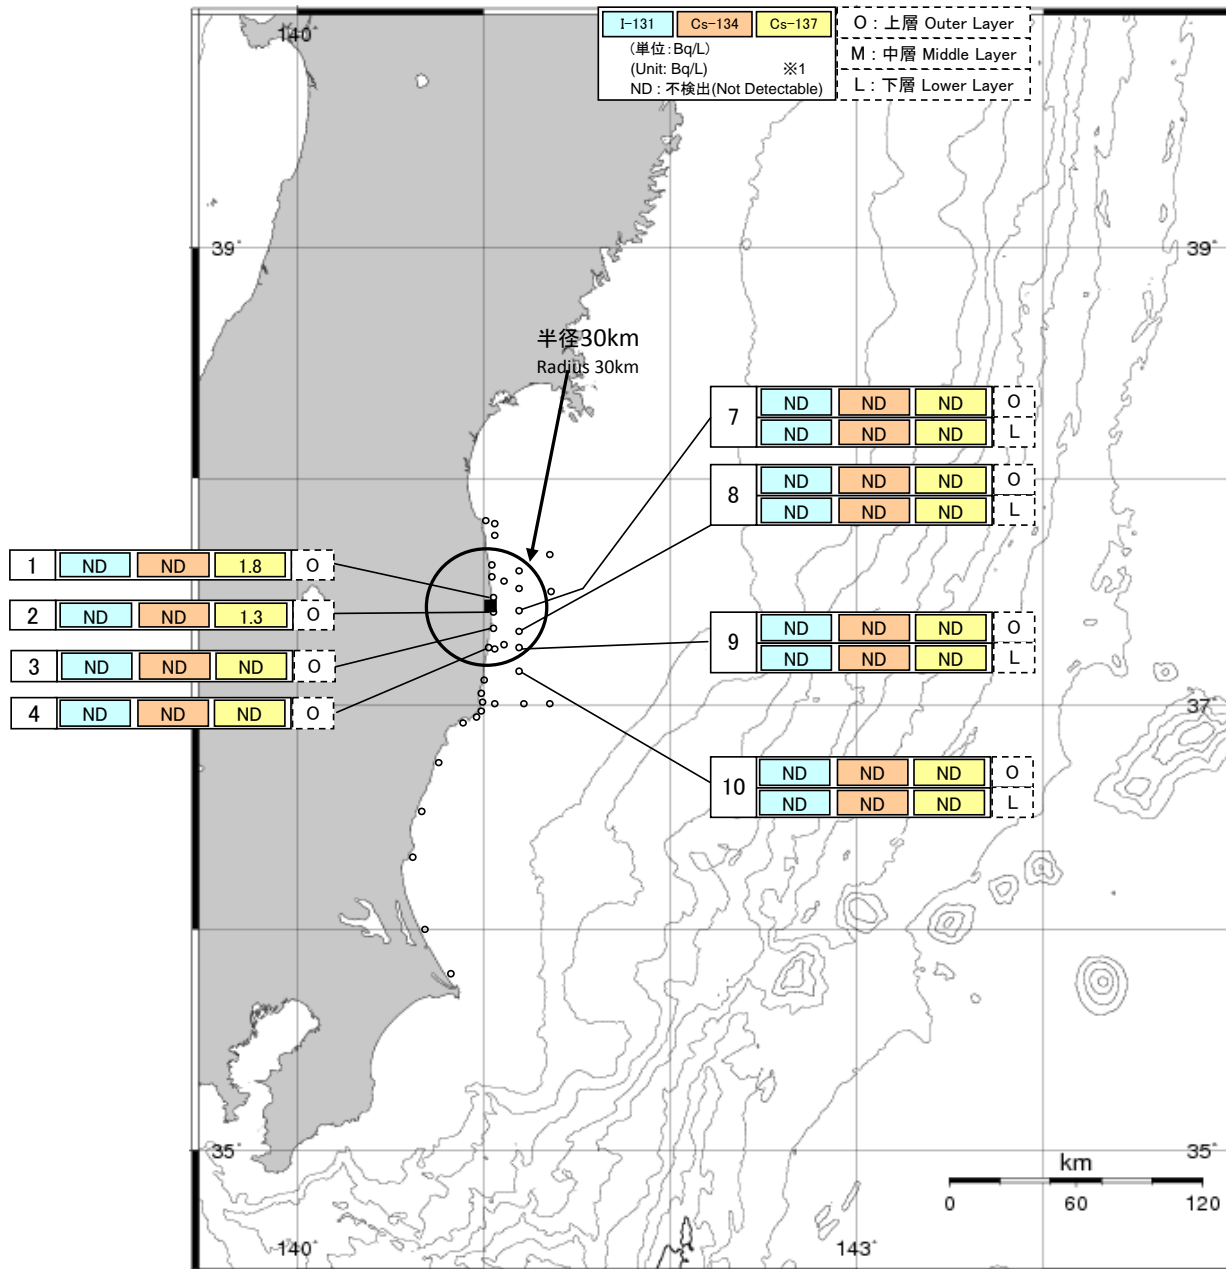 140°
I-131 Cs-134 Cs-137
(単位:Bq/L)
(Unit: Bq/L) ※1
ND : 不検出(Not Detectable)
O : 上層 Outer Layer
M : 中層 Middle Layer
L : 下層 Lower Layer
39° 39°
半径30km
Radius 30km
7 ND ND ND O
ND ND ND L
8 ND ND ND O
ND ND ND L
1 ND ND 1.8 O
2 ND ND 1.3 O
3 ND ND ND O
4 ND ND ND O
9 ND ND ND O
ND ND ND L
37°
10 ND ND ND O
ND ND ND L
35° 35°
km
0 60 120
140° 143°